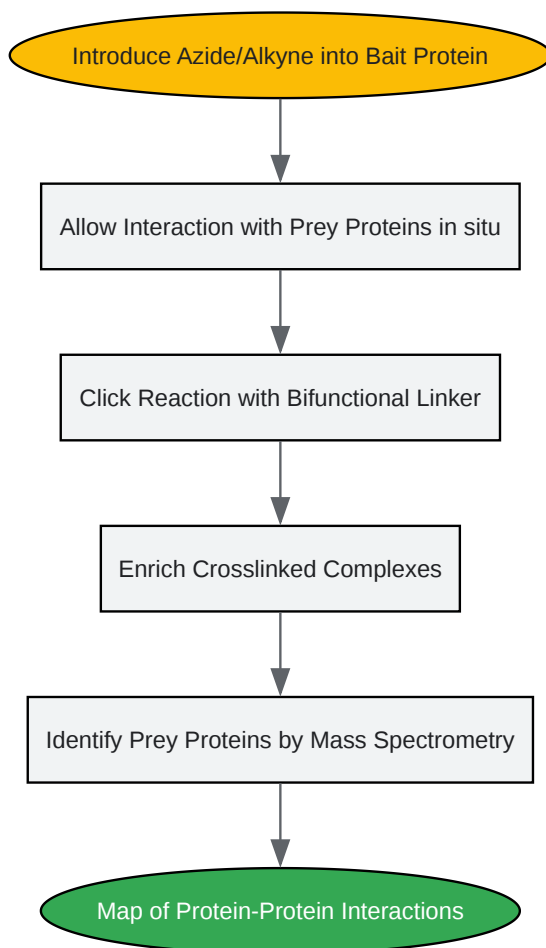 Introduce Azide/Alkyne into Bait Protein
Allow Interaction with Prey Proteins in situ
Click Reaction with Bifunctional Linker
Enrich Crosslinked Complexes
Identify Prey Proteins by Mass Spectrometry
Map of Protein-Protein Interactions